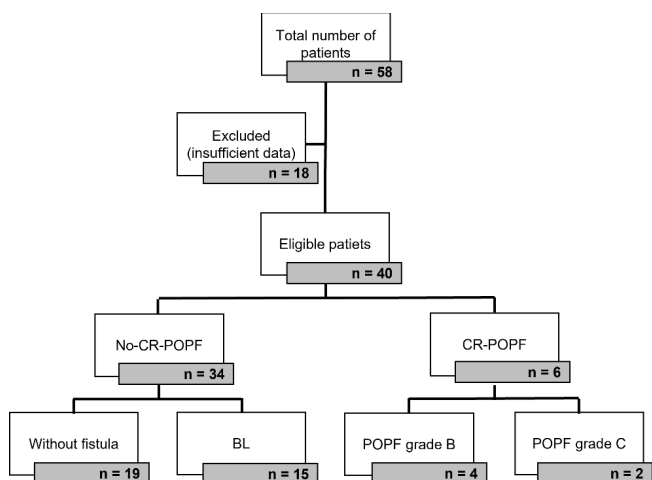 Total number of
patients
n = 58
Excluded
(insufficient data)
n = 18
Eligible patiets
n = 40
No-CR-POPF
n = 34
CR-POPF
n = 6
Without fistula
n = 19
BL
n = 15
POPF grade B
n = 4
POPF grade C
n = 2